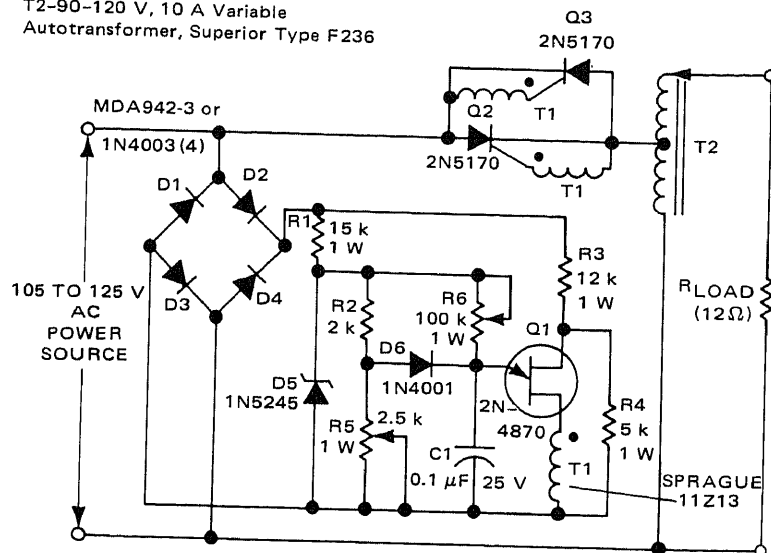 T2-90-120 V, 10 A Variable
Autotransformer, Superior Type F236
Q3
2N5170
MDA942-3 or
1N4003 (4)
Q2
T1
2N5170
T1
T2
D1
D2
D3
D4
105 TO 125 V
AC
POWER
SOURCE
R1
15 k
1 W
R3
12 k
1 W
RLOAD
(12Ω)
R2
2 k
R6
100 k
1 W
D6
1N4001
Q1
2N-
4870
D5
1N5245
R5
1 W
2.5 k
C1
0.1 μF
25 V
T1
R4
5 k
1 W
SPRAGUE
11Z13